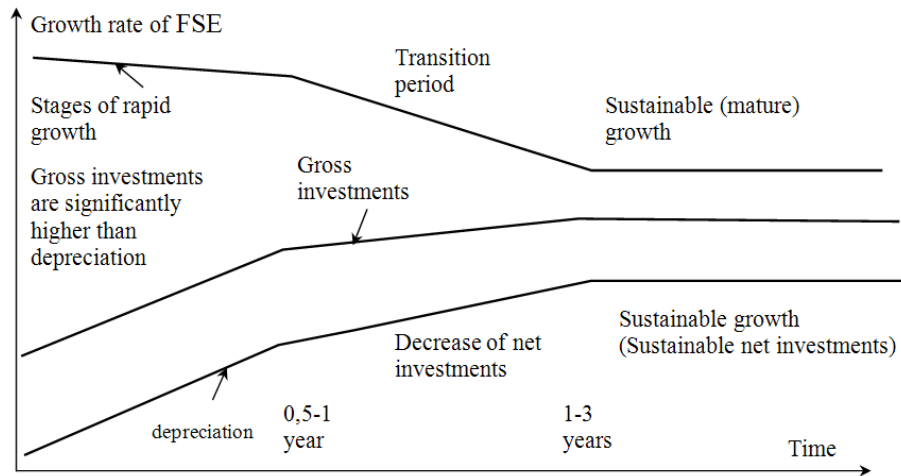 Growth rate of FSE
Transition
period
Stages of rapid
growth
Sustainable (mature)
growth
Gross investments
are significantly
higher than
depreciation
Gross
investments
Decrease of net
investments
Sustainable growth
(Sustainable net investments)
depreciation
0,5-1
year
1-3
years
Time